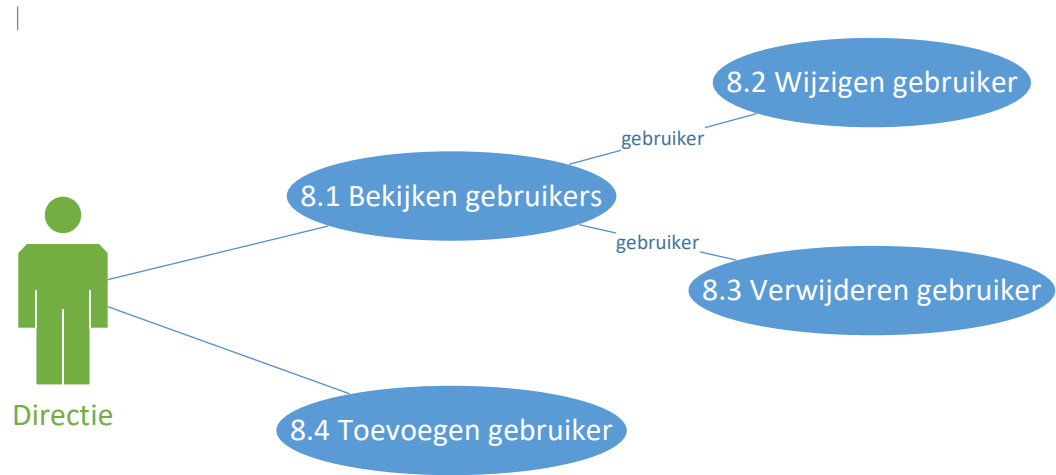 8.2 Wijzigen gebruiker
gebruiker
8.1 Bekijken gebruikers
gebruiker
8.3 Verwijderen gebruiker
Directie
8.4 Toevoegen gebruiker